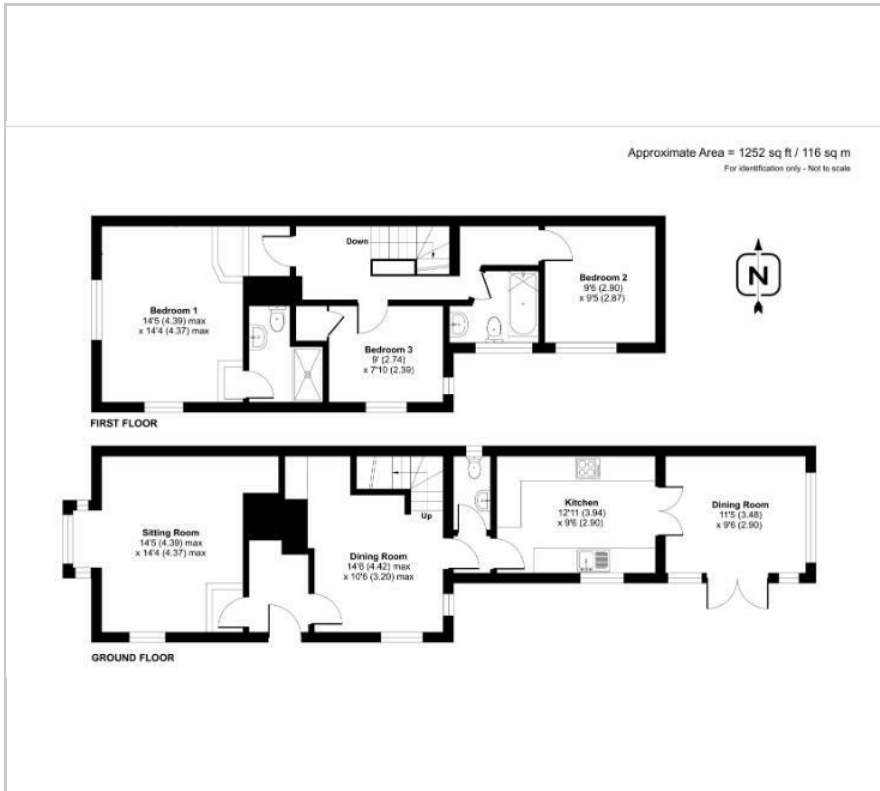 Approximate Area = 1252 sq ft / 116 sq m
For identification only - Not to scale
Down
N
Bedroom 1
14'5 (4.39) max
x 14'4 (4.37) max
Bedroom 2
9'6 (2.90)
x 9'5 (2.87)
Bedroom 3
9' (2.74)
x 7'10 (2.39)
FIRST FLOOR
Sitting Room
14'5 (4.39) max
x 14'4 (4.37) max
Up
Dining Room
14'6 (4.42) max
x 10'6 (3.20) max
Kitchen
12'11 (3.94)
x 9'6 (2.90)
Dining Room
11'5 (3.48)
x 9'6 (2.90)
GROUND FLOOR